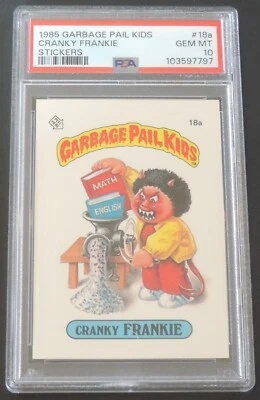 1985 GARBAGE PAIL KIDS #18a
CRANKY FRANKIE GEM MT
STICKERS 10
PSA 103597797
18a
GARBAGE PAIL KIDS
MATH
ENGLISH
CRANKY FRANKIE